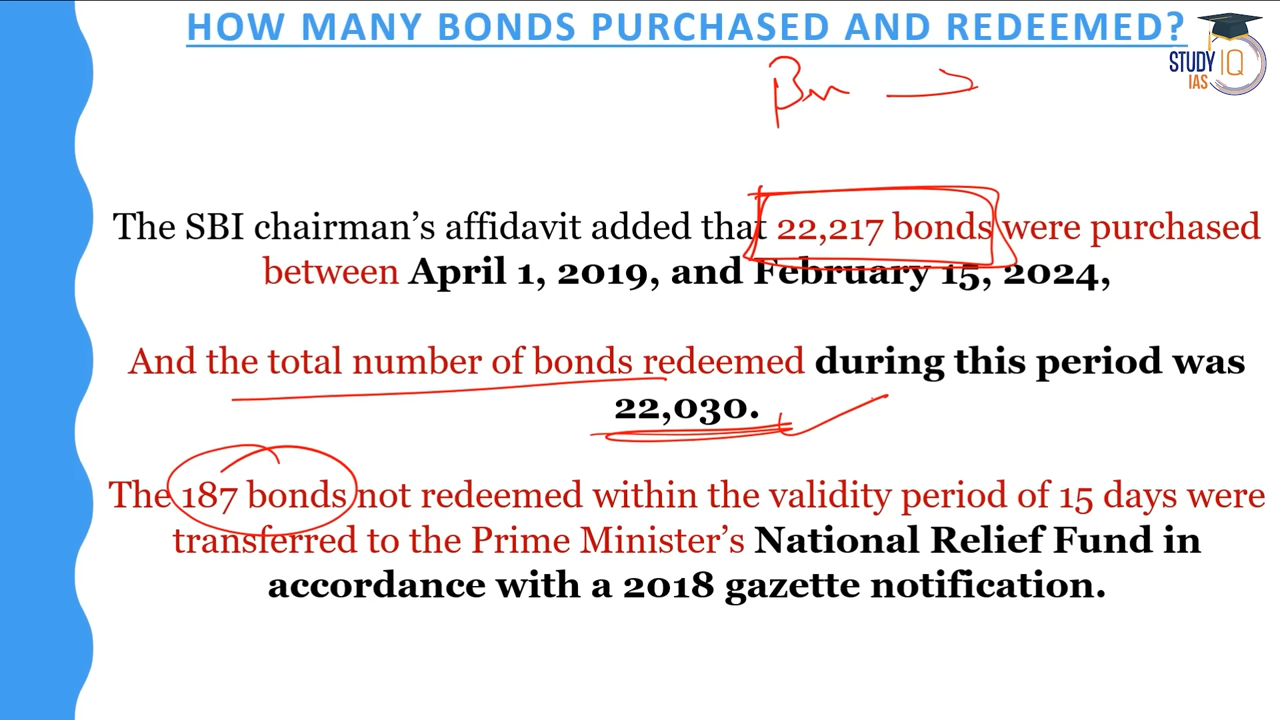 HOW MANY BONDS PURCHASED AND REDEEMED?
STUDY IQ
IAS
The SBI chairman’s affidavit added that 22,217 bonds were purchased
between April 1, 2019, and February 15, 2024,
And the total number of bonds redeemed during this period was
22,030.
The 187 bonds not redeemed within the validity period of 15 days were
transferred to the Prime Minister’s National Relief Fund in
accordance with a 2018 gazette notification.